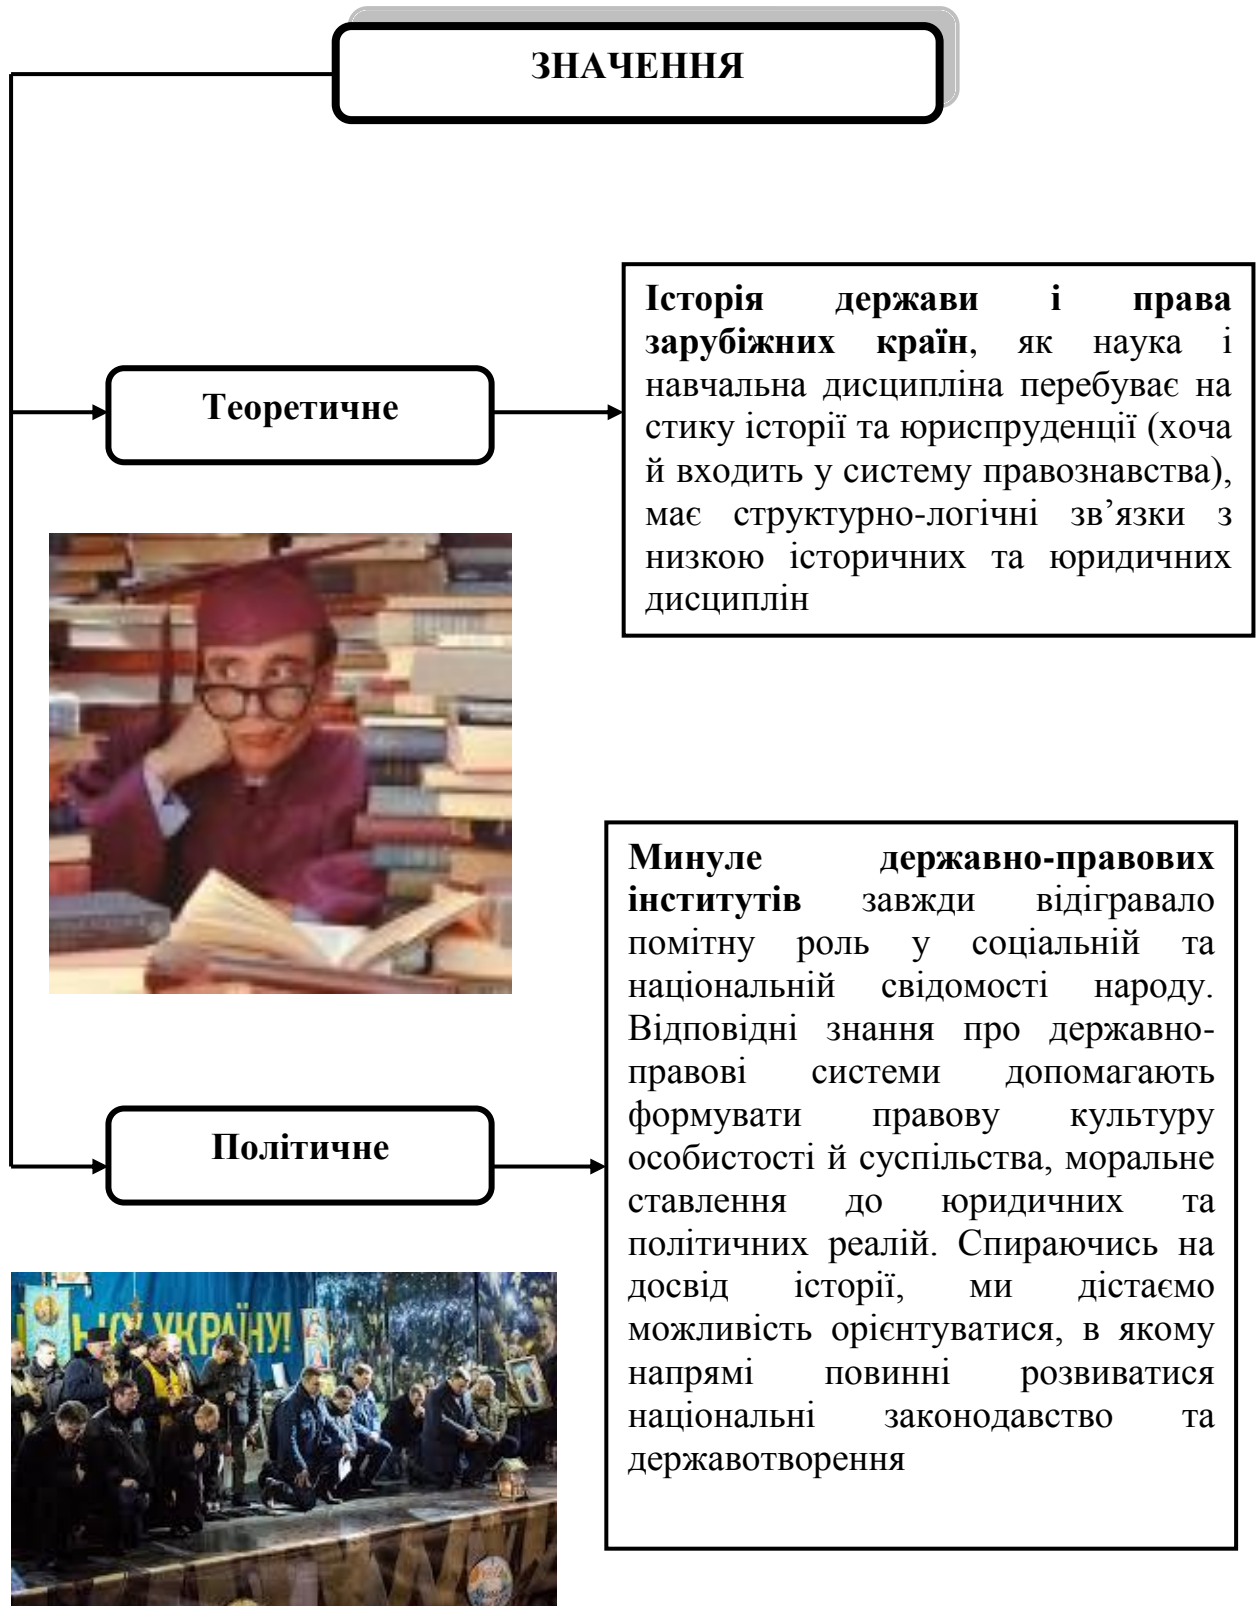 ЗНАЧЕННЯ
Теоретичне
Історія держави і права
зарубіжних країн, як наука і
навчальна дисципліна перебуває на
стику історії та юриспруденції (хоча
й входить у систему правознавства),
має структурно-логічні зв’язки з
низкою історичних та юридичних
дисциплін
Політичне
Минуле державно-правових
інститутів завжди відігравало
помітну роль у соціальній та
національній свідомості народу.
Відповідні знання про державно-
правові системи допомагають
формувати правову культуру
особистості й суспільства, моральне
ставлення до юридичних та
політичних реалій. Спираючись на
досвід історії, ми дістаємо
можливість орієнтуватися, в якому
напрямі повинні розвиватися
національні законодавство та
державотворення
УКРАЇНУ!